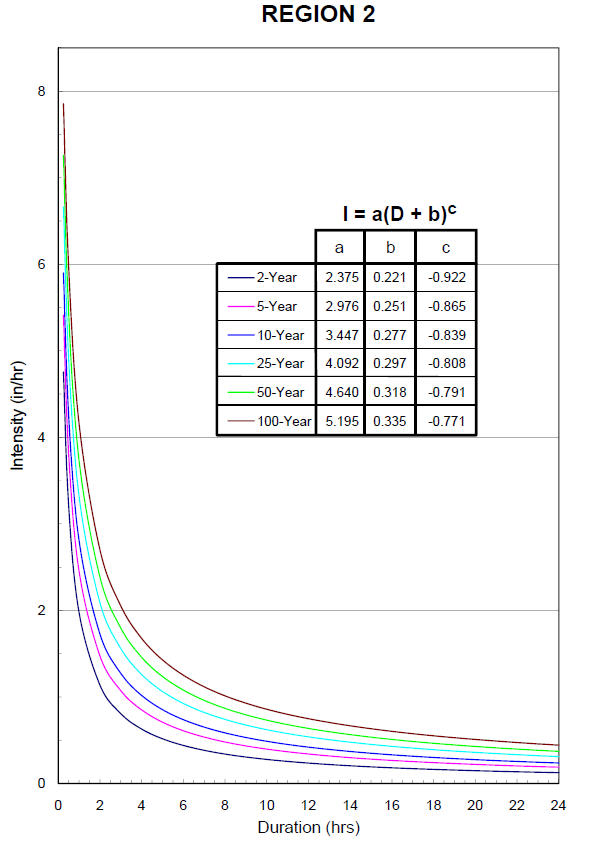 REGION 2
8
6
4
2
0
Intensity (in/hr)
I = a(D + b)ᶜ
a b c
2-Year 2.375 0.221 -0.922
5-Year 2.976 0.251 -0.865
10-Year 3.447 0.277 -0.839
25-Year 4.092 0.297 -0.808
50-Year 4.640 0.318 -0.791
100-Year 5.195 0.335 -0.771
0 2 4 6 8 10 12 14 16 18 20 22 24
Duration (hrs)